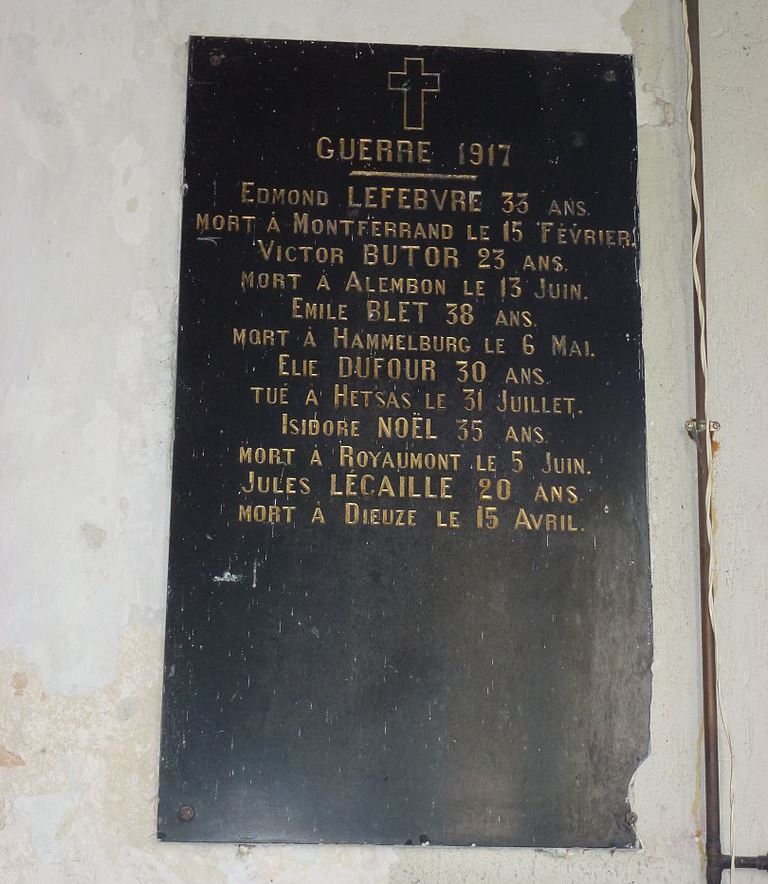 GUERRE 1917
EDMOND LEFEBVRE 33 ANS.
MORT À MONTFERRAND LE 15 FÉVRIER.
VICTOR BUTOR 23 ANS.
MORT À ALEMBON LE 13 JUIN.
EMILE BLET 38 ANS.
MORT À HAMMELBURG LE 6 MAI.
ELIE DUFOUR 30 ANS.
TUÉ À HETSAS LE 31 JUILLET.
ISIDORE NOËL 35 ANS.
MORT À ROYAUMONT LE 5 JUIN.
JULES LÉCAILLE 20 ANS
MORT À DIEUZE LE 15 AVRIL.